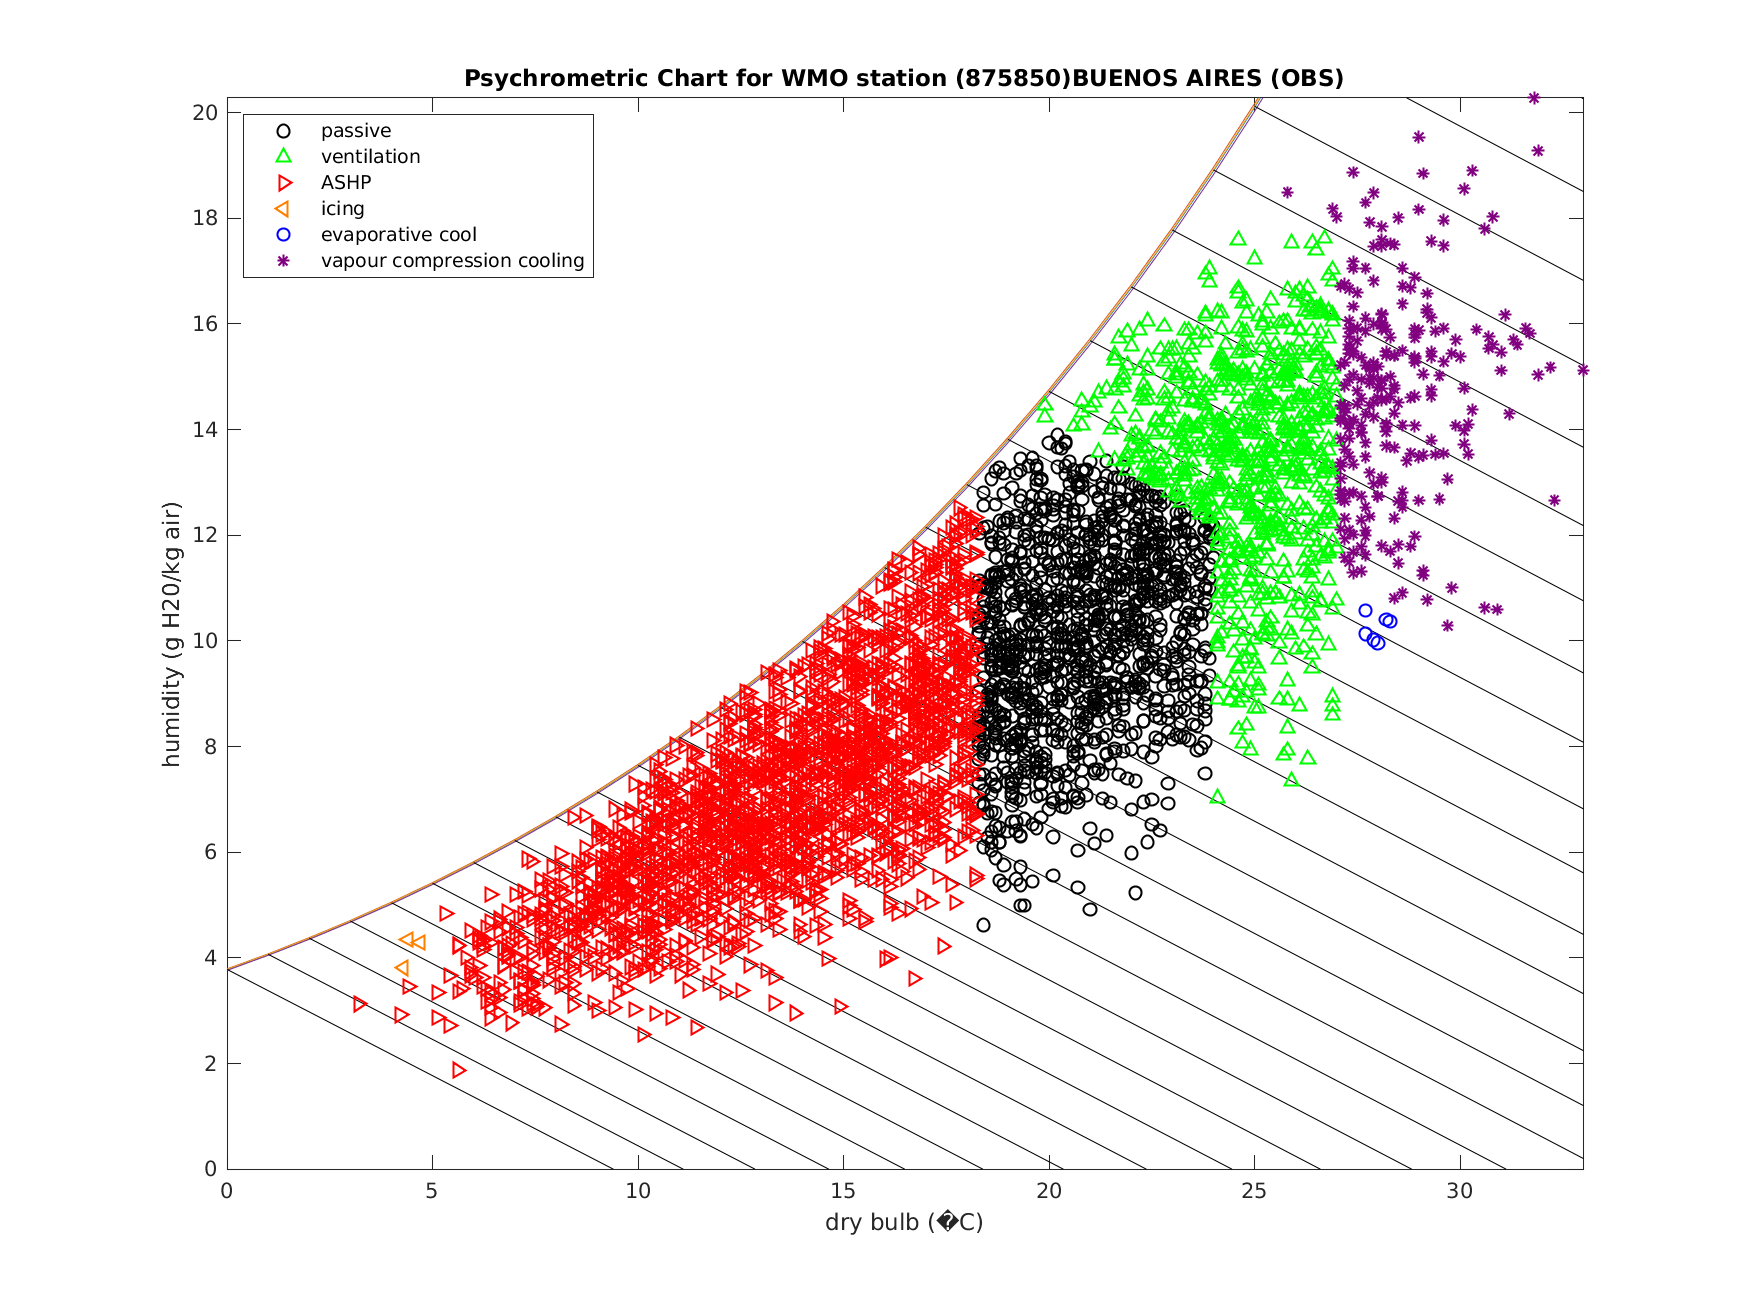 Psychrometric Chart for WMO station (875850)BUENOS AIRES (OBS)
passive
ventilation
ASHP
icing
evaporative cool
vapour compression cooling
humidity (g H20/kg air)
20
18
16
14
12
10
8
6
4
2
0
0 5 10 15 20 25 30
dry bulb (�C)